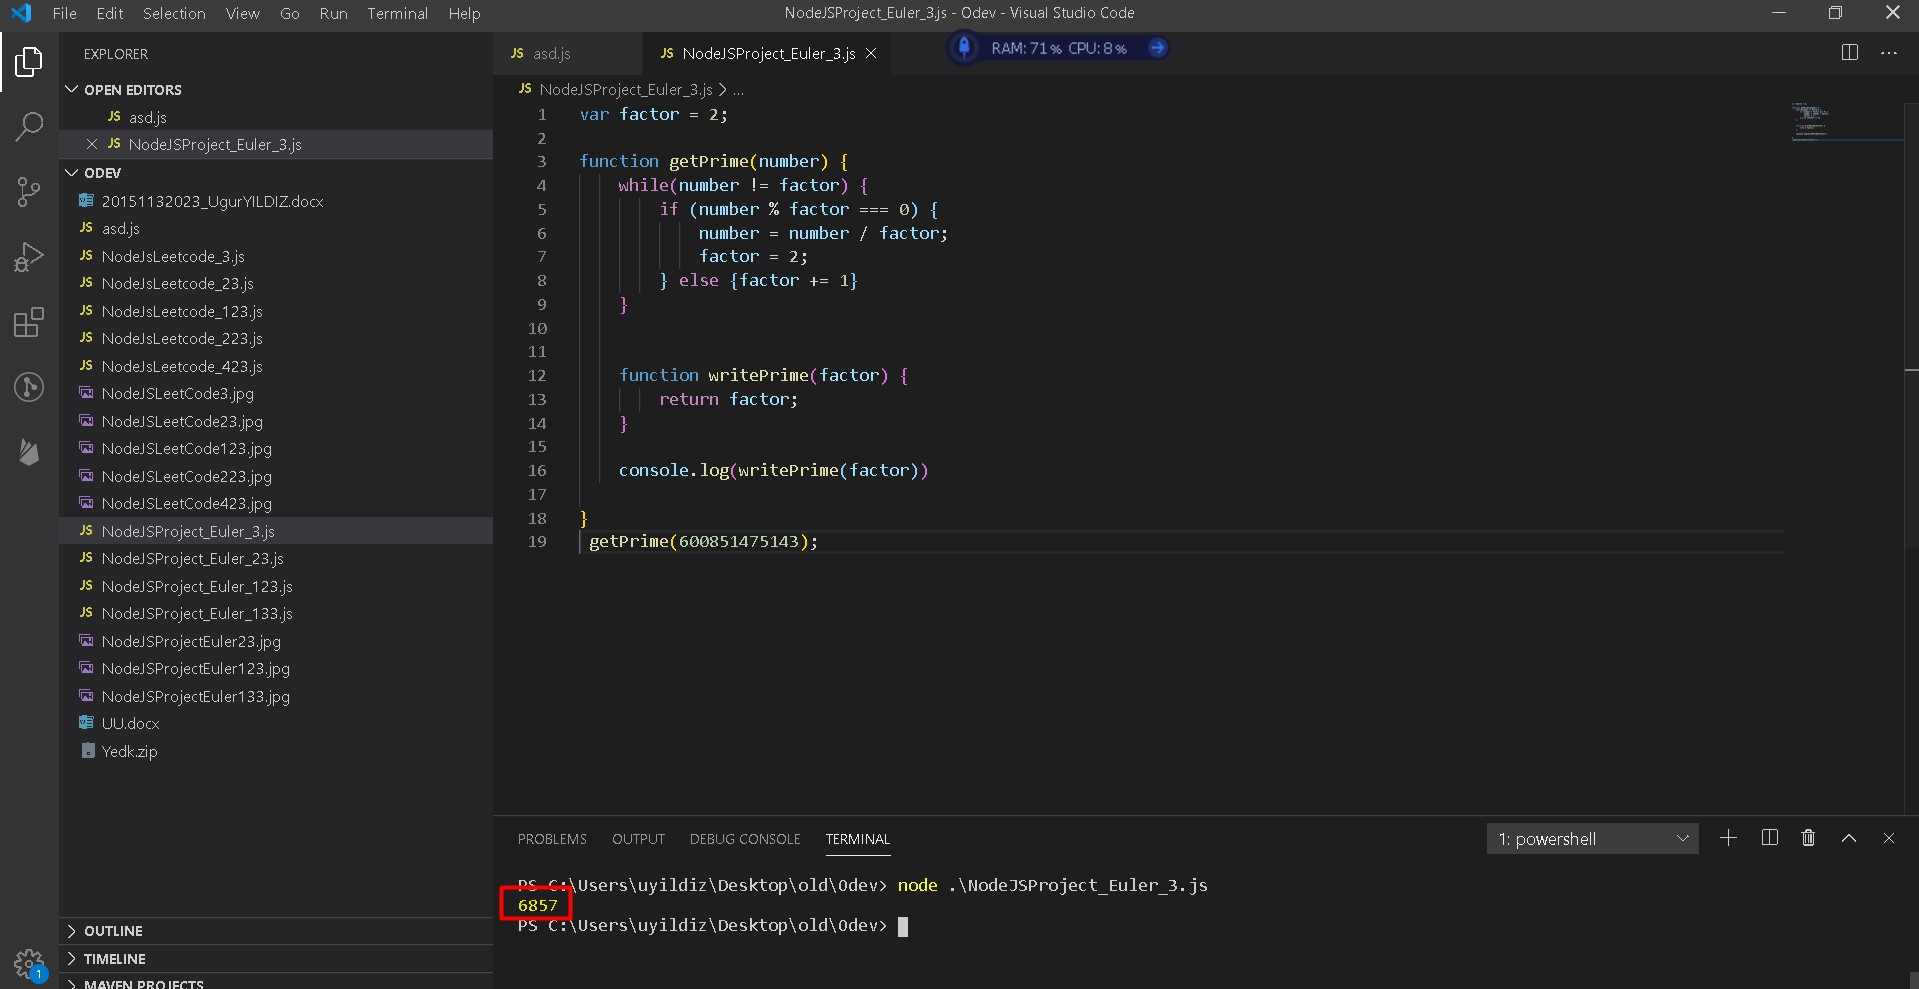 File Edit Selection View Go Run Terminal Help
NodeJSProject_Euler_3.js - Odev - Visual Studio Code
EXPLORER
OPEN EDITORS
JS asd.js
JS NodeJSProject_Euler_3.js
ODEV
20151132023_UgurYILDIZ.docx
JS asd.js
JS NodeJsLeetcode_3.js
JS NodeJsLeetcode_23.js
JS NodeJsLeetcode_123.js
JS NodeJsLeetcode_223.js
JS NodeJsLeetcode_423.js
NodeJSLeetCode3.jpg
NodeJSLeetCode23.jpg
NodeJSLeetCode123.jpg
NodeJSLeetCode223.jpg
NodeJSLeetCode423.jpg
JS NodeJSProject_Euler_3.js
JS NodeJSProject_Euler_23.js
JS NodeJSProject_Euler_123.js
JS NodeJSProject_Euler_133.js
NodeJSProjectEuler23.jpg
NodeJSProjectEuler123.jpg
NodeJSProjectEuler133.jpg
UU.docx
Yedk.zip
OUTLINE
TIMELINE
MAVEN PROJECTS
1
JS asd.js
JS NodeJSProject_Euler_3.js
RAM: 71% CPU: 8%
JS NodeJSProject_Euler_3.js > ...
1 var factor = 2;
2
3 function getPrime(number) {
4 while(number != factor) {
5 if (number % factor === 0) {
6 number = number / factor;
7 factor = 2;
8 } else {factor += 1}
9 }
10
11
12 function writePrime(factor) {
13 return factor;
14 }
15
16 console.log(writePrime(factor))
17
18 }
19 getPrime(600851475143);
PROBLEMS OUTPUT DEBUG CONSOLE TERMINAL
1: powershell
PS C:\Users\uyildiz\Desktop\old\Odev> node .\NodeJSProject_Euler_3.js
6857
PS C:\Users\uyildiz\Desktop\old\Odev>